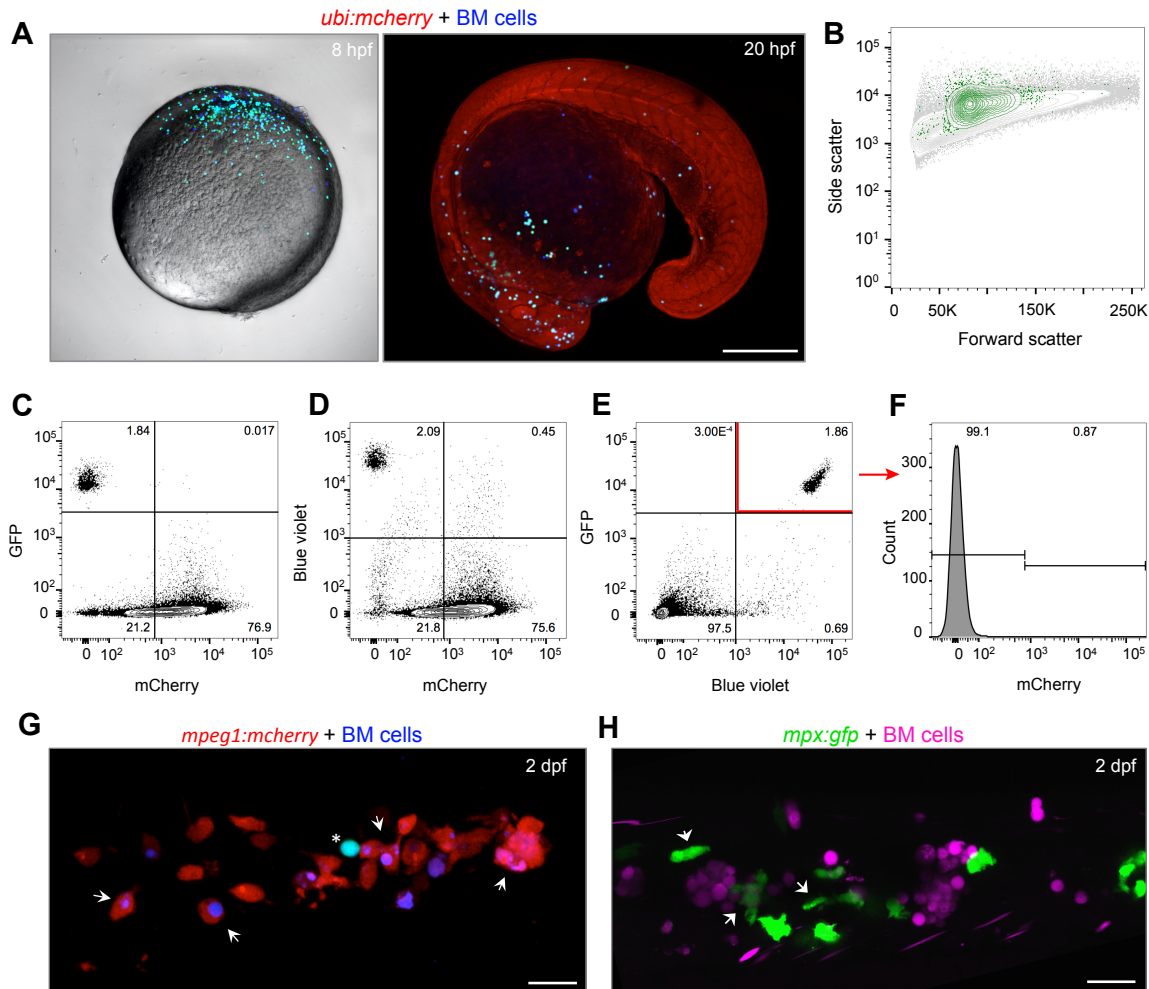 ubi:mcherry + BM cells
A
8 hpf
20 hpf
B
Side scatter
10⁵
10⁴
10³
10²
10¹
10⁰
0 50K 150K 250K
Forward scatter
C
GFP
10⁵
10⁴
10³
10²
0
1.84 0.017
21.2 76.9
0 10² 10³ 10⁴ 10⁵
mCherry
D
Blue violet
10⁵
10⁴
10³
10²
0
2.09 0.45
21.8 75.6
0 10² 10³ 10⁴ 10⁵
mCherry
E
GFP
10⁵
10⁴
10³
10²
0
3.00E⁻⁴ 1.86
97.5 0.69
0 10² 10³ 10⁴ 10⁵
Blue violet
F
Count
300
200
100
0
99.1 0.87
0 10² 10³ 10⁴ 10⁵
mCherry
G
mpeg1:mcherry + BM cells
2 dpf
*
H
mpx:gfp + BM cells
2 dpf